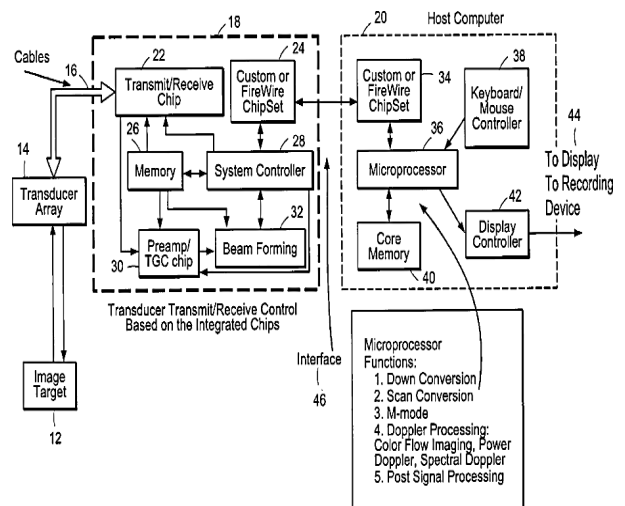 Host Computer
18
20
Cables
16
22
Transmit/Receive
Chip
24
Custom or
FireWire
ChipSet
Custom or
FireWire
ChipSet
34
38
Keyboard/
Mouse
Controller
44
To Display
To Recording
Device
14
Transducer
Array
26
Memory
28
System Controller
36
Microprocessor
32
30
Preamp/
TGC chip
Beam Forming
Core
Memory
40
42
Display
Controller
Transducer Transmit/Receive Control
Based on the Integrated Chips
Interface
46
Image
Target
12
Microprocessor
Functions:
1. Down Conversion
2. Scan Conversion
3. M-mode
4. Doppler Processing:
Color Flow Imaging, Power
Doppler, Spectral Doppler
5. Post Signal Processing